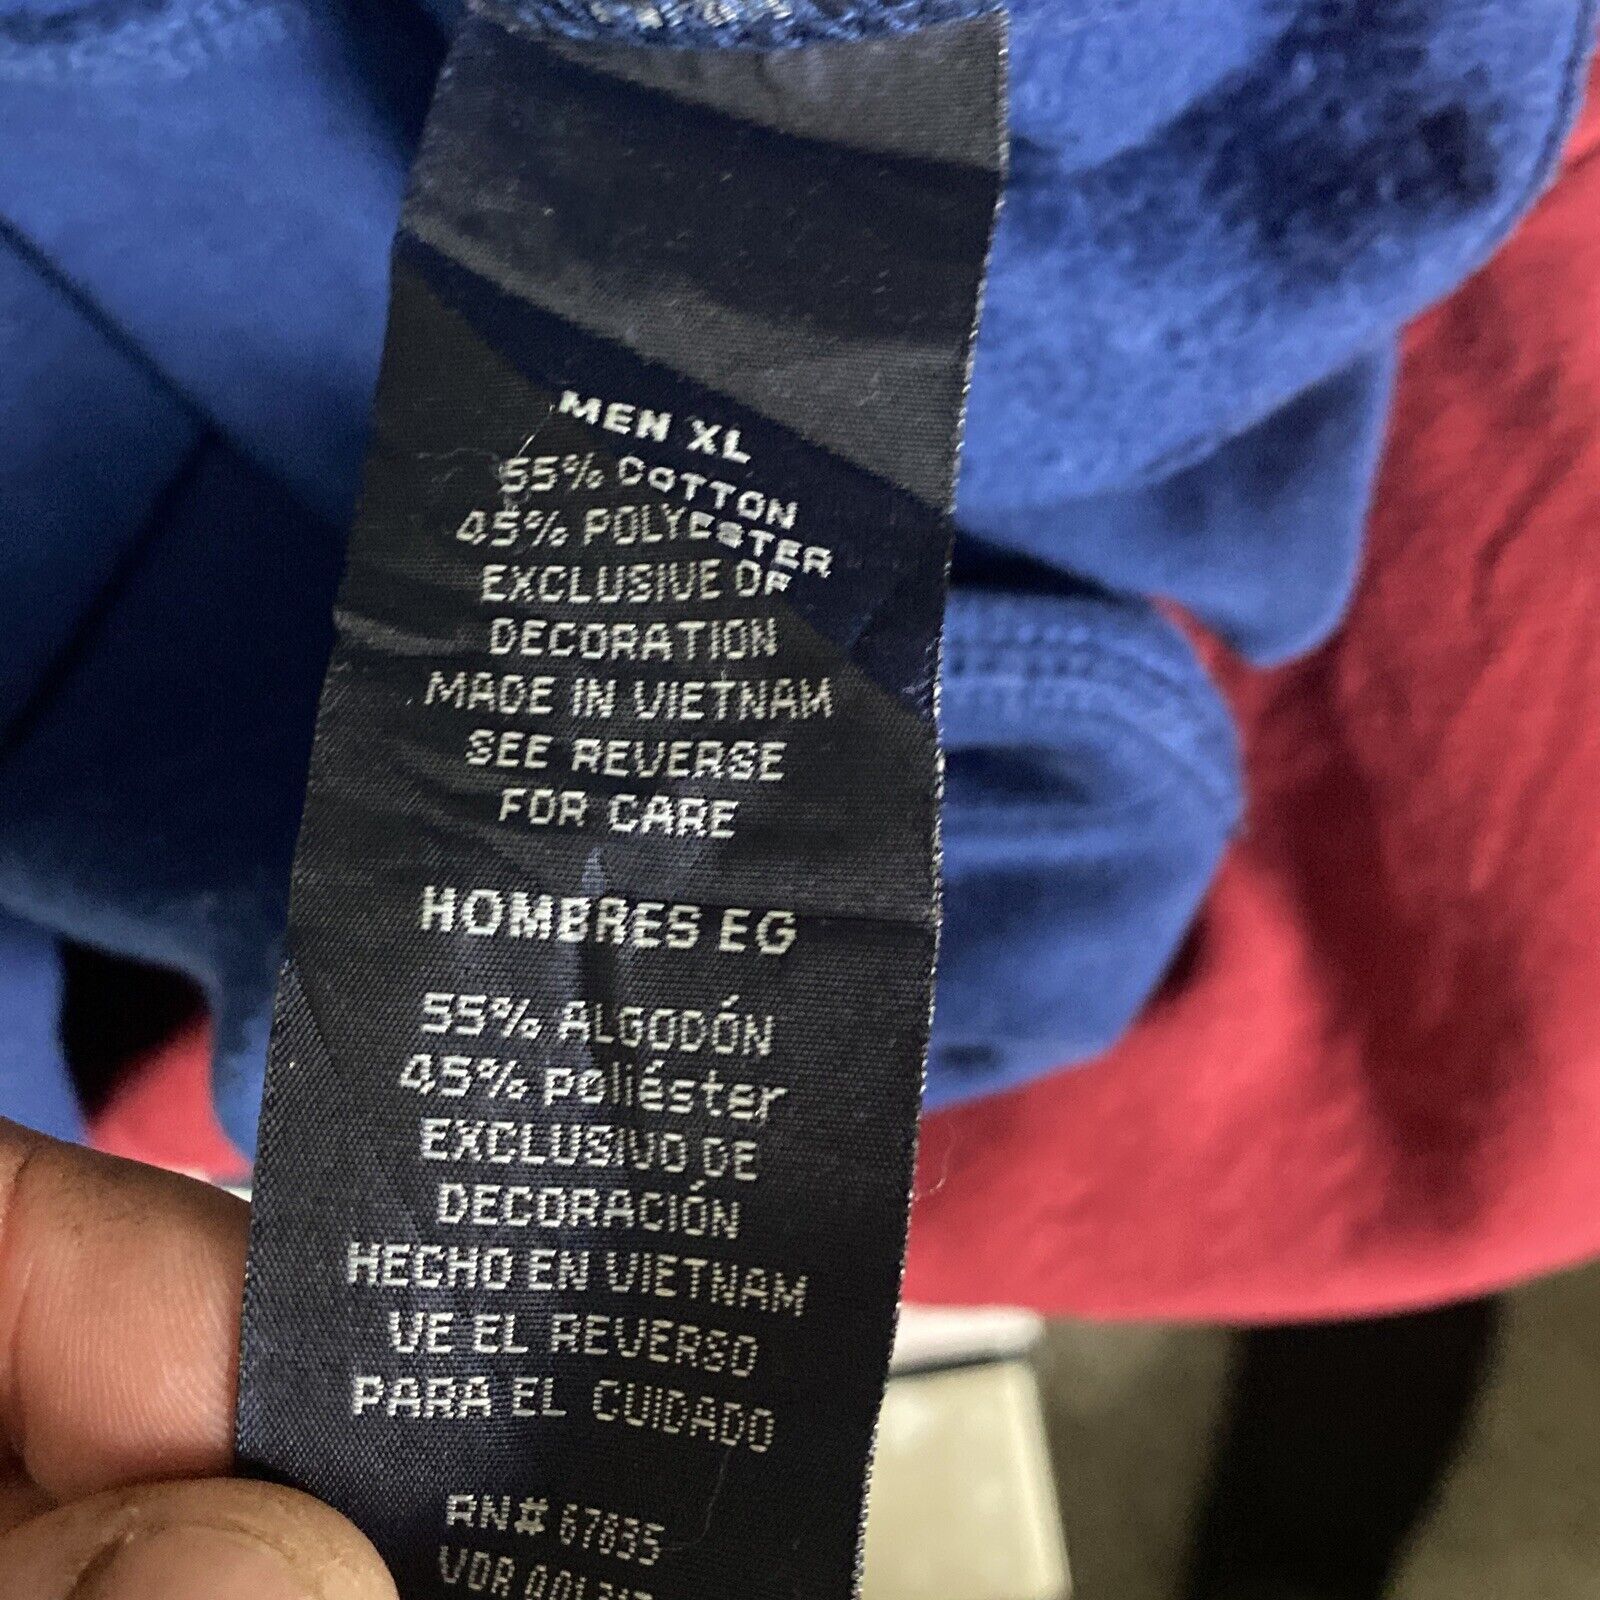 MEN XL
55% COTTON
45% POLYESTER
EXCLUSIVE OF
DECORATION
MADE IN VIETNAM
SEE REVERSE
FOR CARE
HOMBRES EG
55% ALGODÓN
45% poliéster
EXCLUSIVO DE
DECORACIÓN
HECHO EN VIETNAM
VE EL REVERSO
PARA EL CUIDADO
RN# 67835
VDR